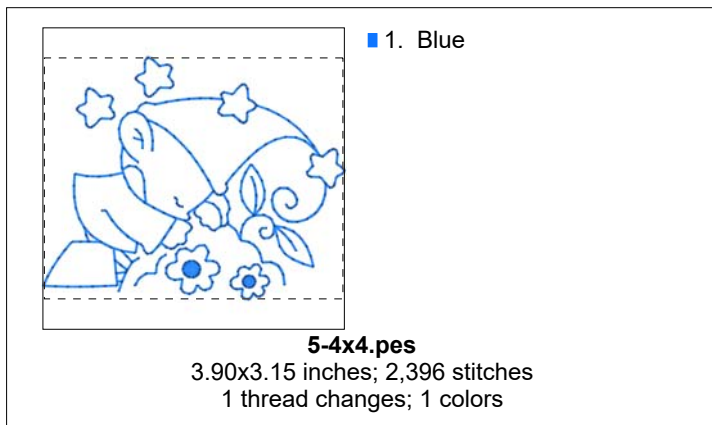 1. Blue
5-4x4.pes
3.90x3.15 inches; 2,396 stitches
1 thread changes; 1 colors